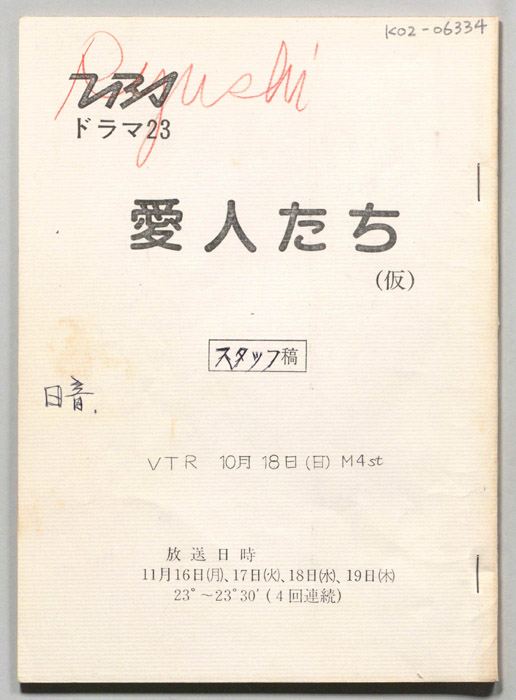 K02-06334
TBS
Ryushi
ドラマ23
愛人たち
(仮)
スタッフ稿
日音.
VTR 10月18日(日) M4st
放送日時
11月16日(月)、17日(火)、18日(水)、19日(木)
23°～23°30′(4回連続)